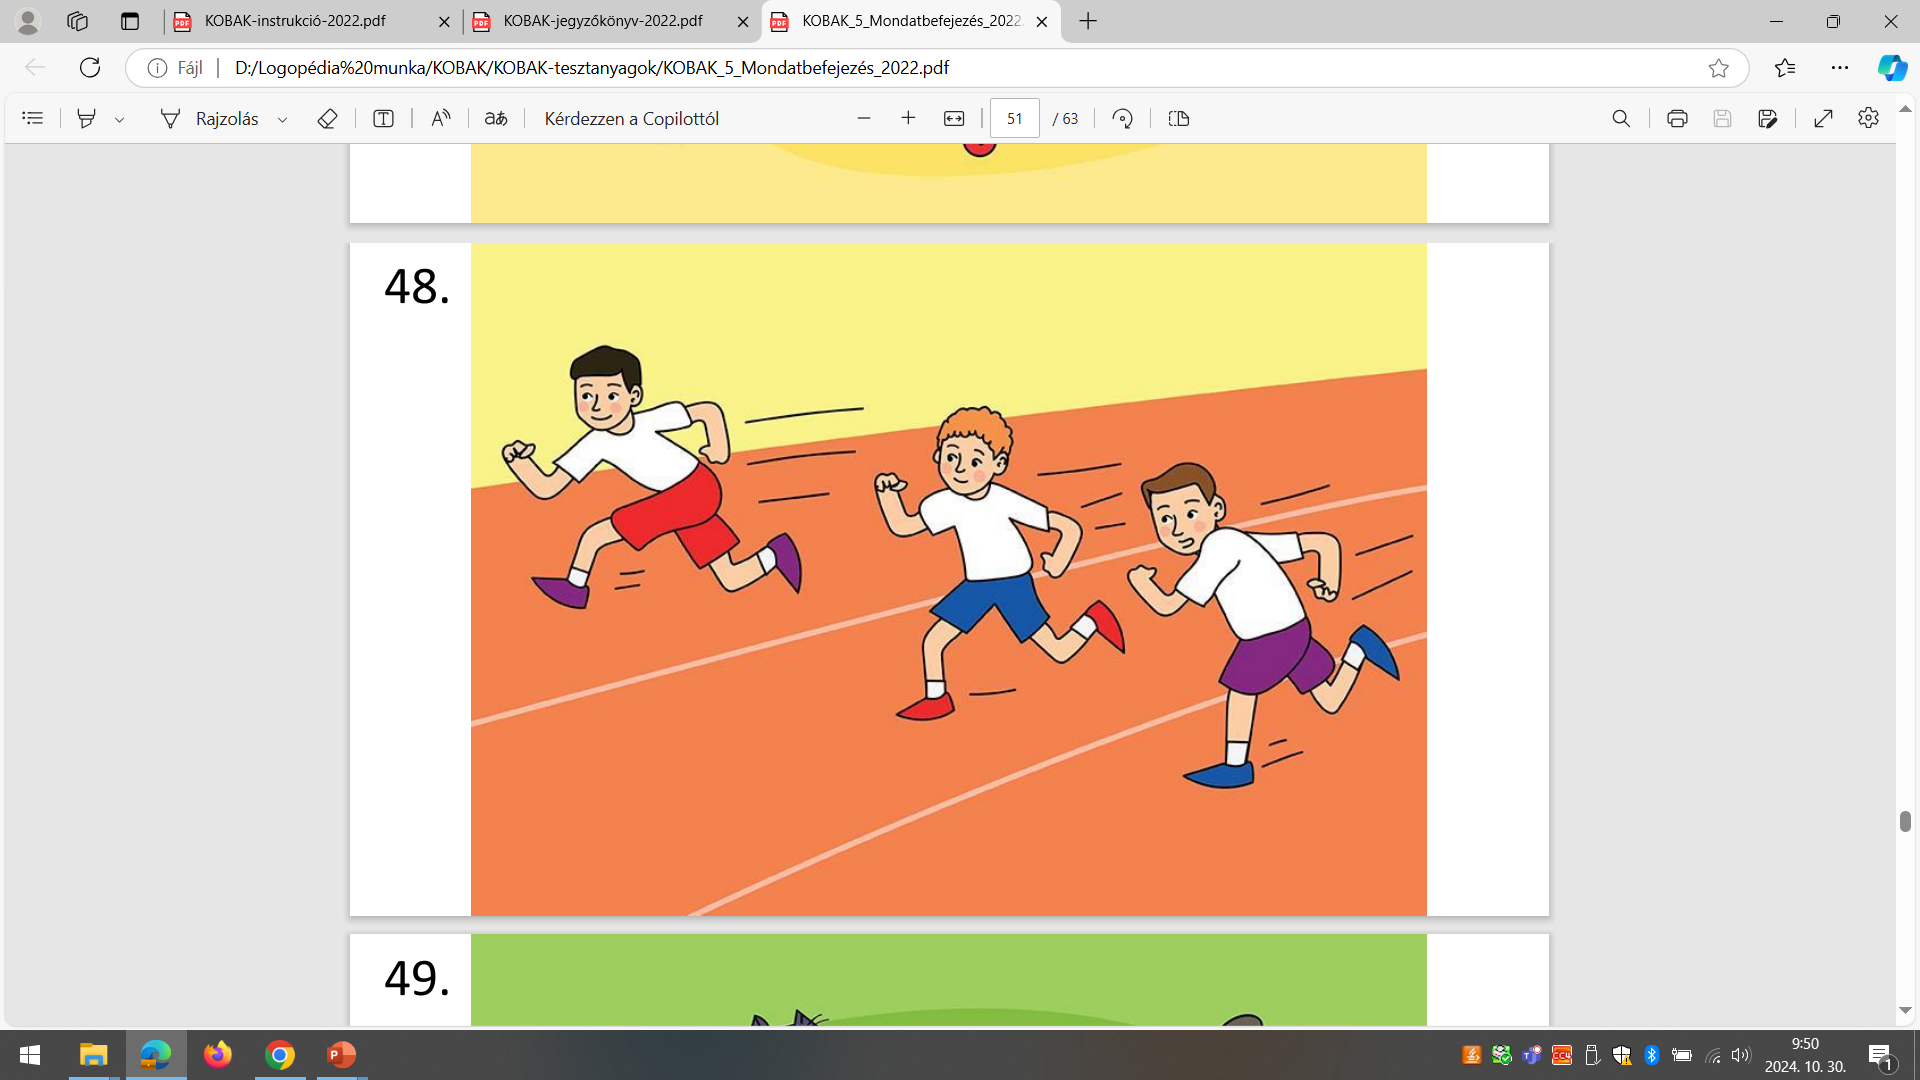 KOBAK-instrukció-2022.pdf
KOBAK-jegyzőkönyv-2022.pdf
KOBAK_5_Mondatbefejezés_2022.
Fájl
D:/Logopédia%20munka/KOBAK/KOBAK-tesztanyagok/KOBAK_5_Mondatbefejezés_2022.pdf
Rajzolás
Kérdezzen a Copilottól
51 / 63
48.
49.
9:50
2024. 10. 30.
1